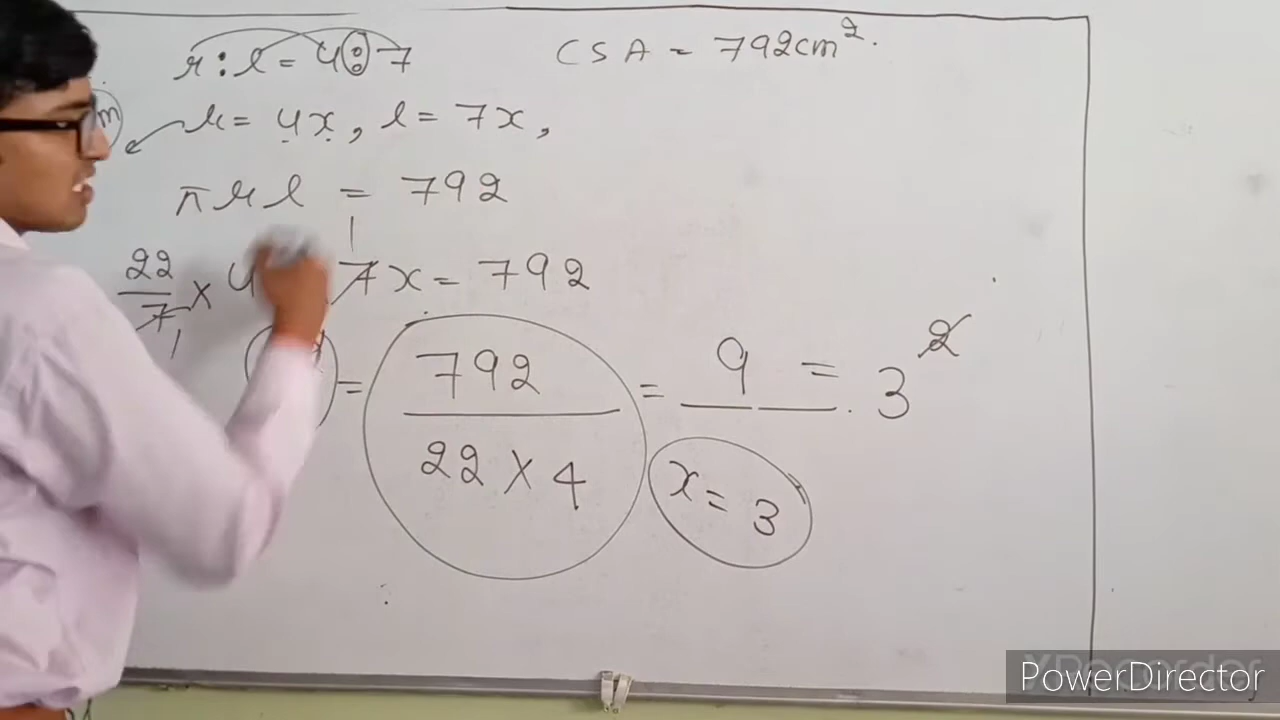 r : l = 4 : 7
CSA = 792cm².
m
r = 4x, l = 7x,
πrl = 792
22/7 × 4 7x = 792
= 792/(22 × 4) = 9 = 3²
x = 3
PowerDirector